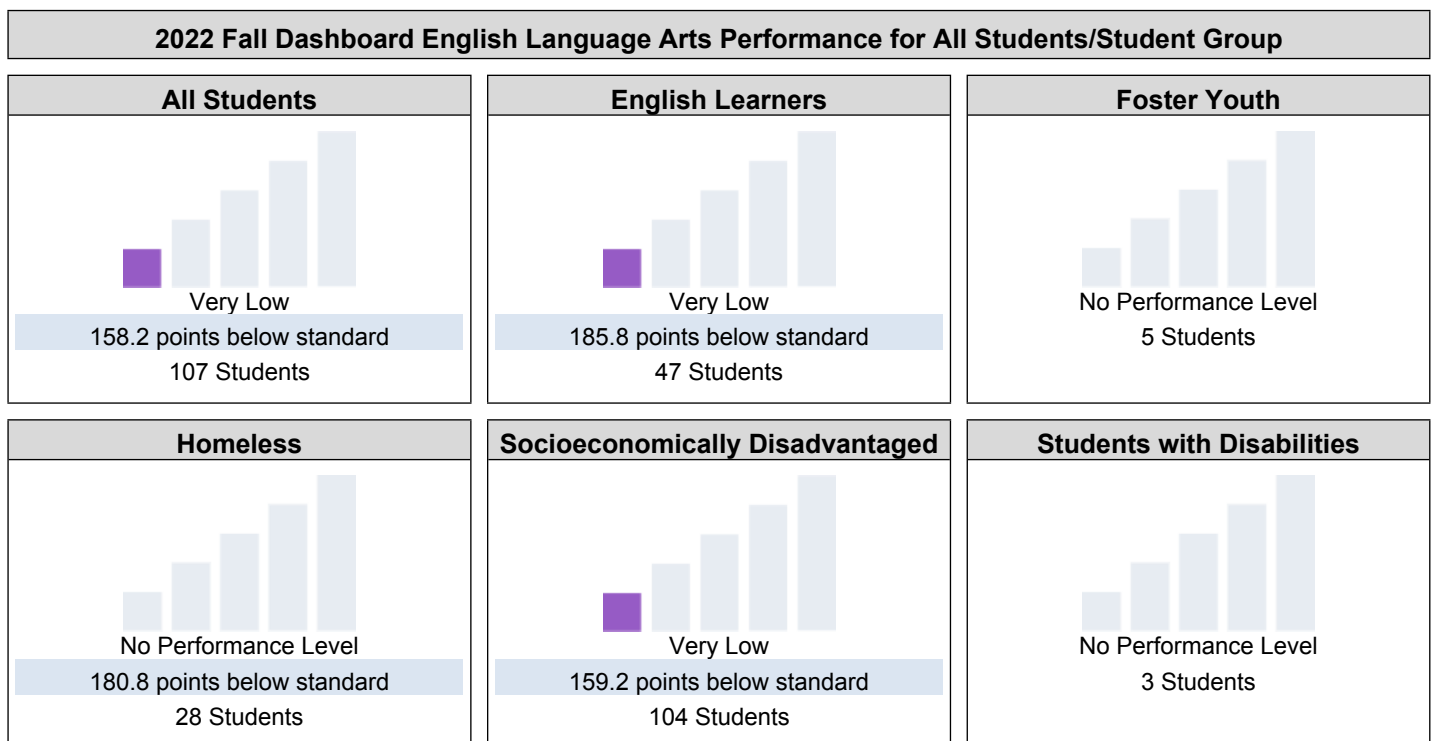 2022 Fall Dashboard English Language Arts Performance for All Students/Student Group
All Students
Very Low
158.2 points below standard
107 Students
English Learners
Very Low
185.8 points below standard
47 Students
Foster Youth
No Performance Level
5 Students
Homeless
No Performance Level
180.8 points below standard
28 Students
Socioeconomically Disadvantaged
Very Low
159.2 points below standard
104 Students
Students with Disabilities
No Performance Level
3 Students